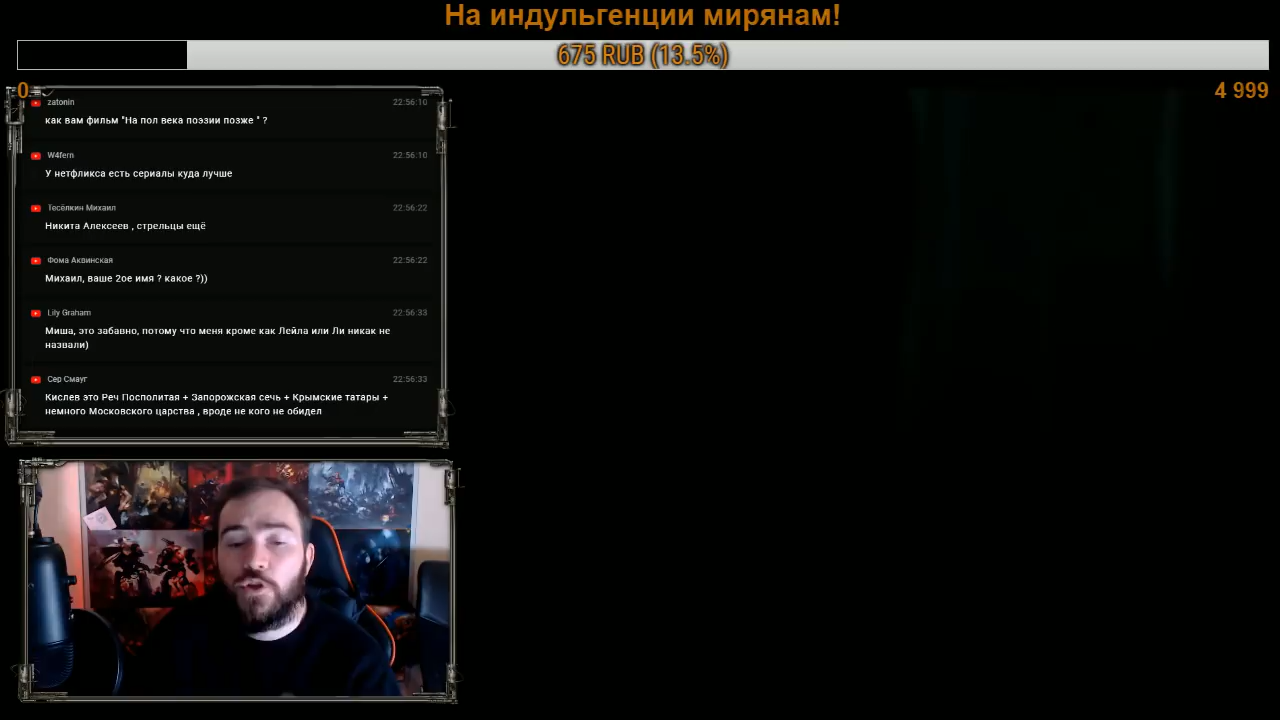 На индульгенции мирянам!
675 RUB (13.5%)
0
4 999
zatonin 22:56:10
как вам фильм "На пол века поэзии позже " ?
W4fern 22:56:10
У нетфликса есть сериалы куда лучше
Тесёлкин Михаил 22:56:22
Никита Алексеев , стрельцы ещё
Фома Аквинская 22:56:22
Михаил, ваше 2ое имя ? какое ?))
Lily Graham 22:56:33
Миша, это забавно, потому что меня кроме как Лейла или Ли никак не
назвали)
Сер Смауг 22:56:33
Кислев это Реч Посполитая + Запорожская сечь + Крымские татары +
немного Московского царства , вроде не кого не обидел